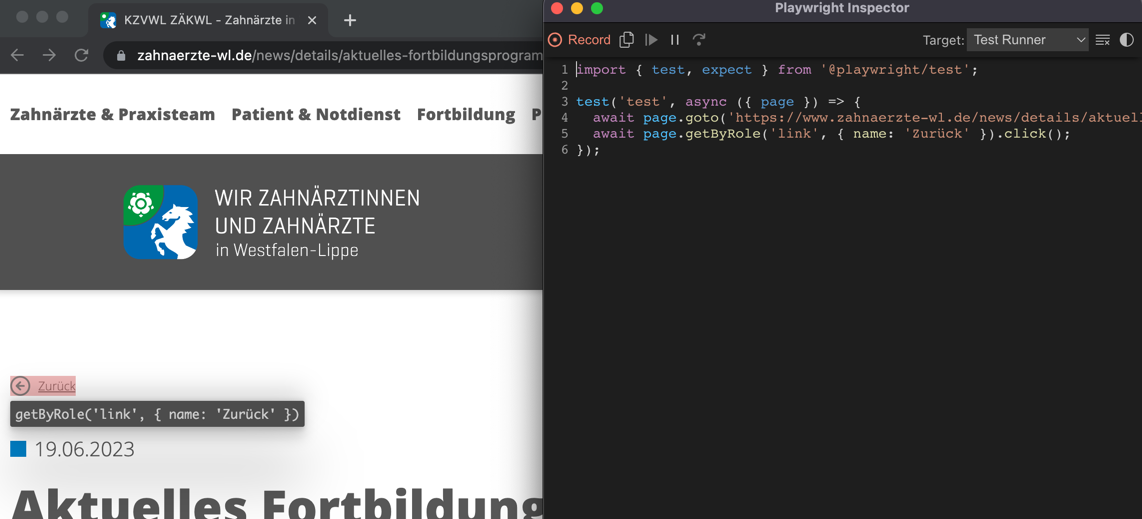 KZVWL ZÄKWL - Zahnärzte in
zahnaerzte-wl.de/news/details/aktuelles-fortbildungsprogram
Zahnärzte & Praxisteam Patient & Notdienst Fortbildung P
WIR ZAHNÄRZTINNEN
UND ZAHNÄRZTE
in Westfalen-Lippe
Zurück
getByRole('link', { name: 'Zurück' })
19.06.2023
Aktuelles Fortbildung
Playwright Inspector
Record Target: Test Runner
1 import { test, expect } from '@playwright/test';
2
3 test('test', async ({ page }) => {
4 await page.goto('https://www.zahnaerzte-wl.de/news/details/aktuel
5 await page.getByRole('link', { name: 'Zurück' }).click();
6 });